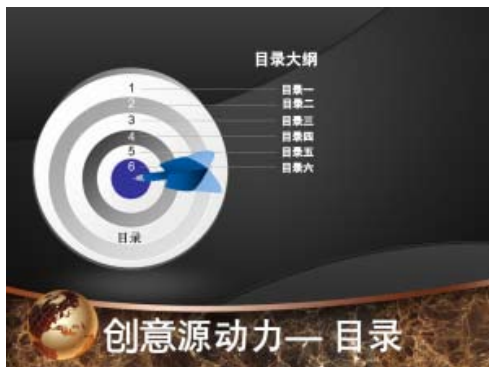 目录大纲
1 目录一
2 目录二
3 目录三
4 目录四
5 目录五
6 目录六
目录
创意源动力— 目录